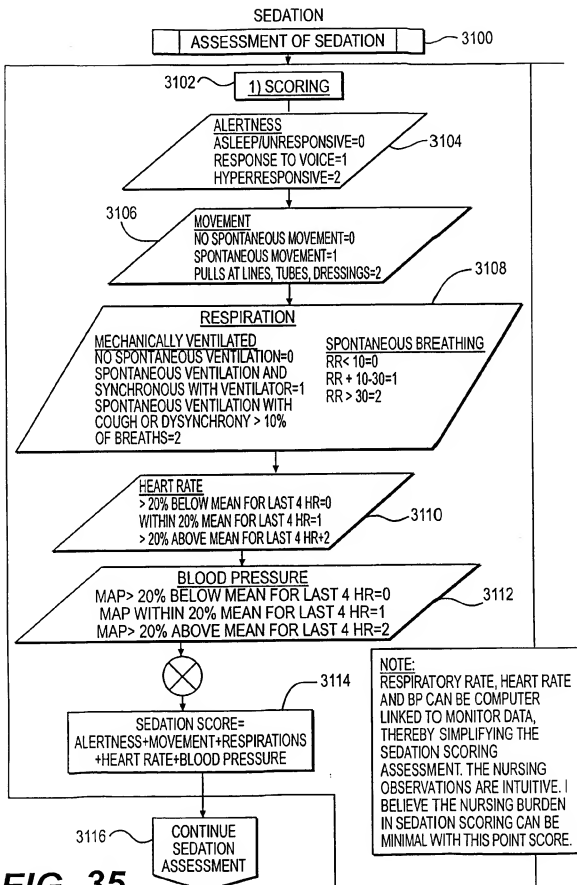 SEDATION
ASSESSMENT OF SEDATION
3100
3102
1) SCORING
ALERTNESS
ASLEEP/UNRESPONSIVE=0
RESPONSE TO VOICE=1
HYPERRESPONSIVE=2
3104
3106
MOVEMENT
NO SPONTANEOUS MOVEMENT=0
SPONTANEOUS MOVEMENT=1
PULLS AT LINES, TUBES, DRESSINGS=2
3108
RESPIRATION
MECHANICALLY VENTILATED
NO SPONTANEOUS VENTILATION=0
SPONTANEOUS VENTILATION AND
SYNCHRONOUS WITH VENTILATOR=1
SPONTANEOUS VENTILATION WITH
COUGH OR DYSYNCHRONY > 10%
OF BREATHS=2
SPONTANEOUS BREATHING
RR< 10=0
RR + 10-30=1
RR > 30=2
HEART RATE
> 20% BELOW MEAN FOR LAST 4 HR=0
WITHIN 20% MEAN FOR LAST 4 HR=1
> 20% ABOVE MEAN FOR LAST 4 HR+2
3110
BLOOD PRESSURE
MAP> 20% BELOW MEAN FOR LAST 4 HR=0
MAP WITHIN 20% MEAN FOR LAST 4 HR=1
MAP> 20% ABOVE MEAN FOR LAST 4 HR=2
3112
3114
SEDATION SCORE=
ALERTNESS+MOVEMENT+RESPIRATIONS
+HEART RATE+BLOOD PRESSURE
NOTE:
RESPIRATORY RATE, HEART RATE
AND BP CAN BE COMPUTER
LINKED TO MONITOR DATA,
THEREBY SIMPLIFYING THE
SEDATION SCORING
ASSESSMENT. THE NURSING
OBSERVATIONS ARE INTUITIVE. I
BELIEVE THE NURSING BURDEN
IN SEDATION SCORING CAN BE
MINIMAL WITH THIS POINT SCORE.
3116
CONTINUE
SEDATION
ASSESSMENT
FIG. 35